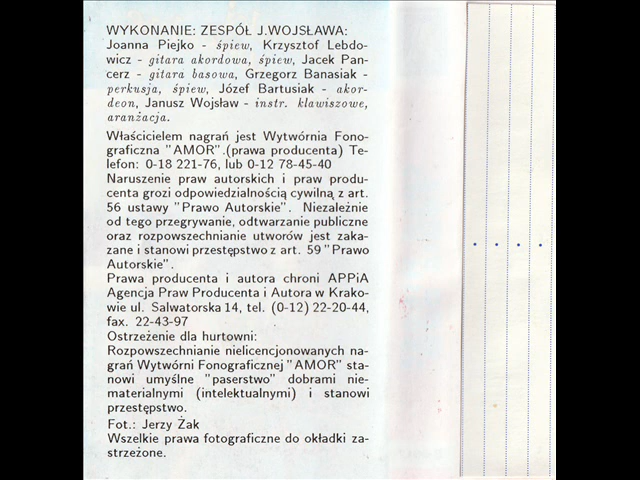 WYKONANIE: ZESPÓŁ J.WOJSŁAWA:
Joanna Piejko - śpiew, Krzysztof Lebdo-
wicz - gitara akordowa, śpiew, Jacek Pan-
cerz - gitara basowa, Grzegorz Banasiak -
perkusja, śpiew, Józef Bartusiak - akor-
deon, Janusz Wojsław - instr. klawiszowe,
aranżacja.
Właścicielem nagrań jest Wytwórnia Fono-
graficzna "AMOR".(prawa producenta) Te-
lefon: 0-18 221-76, lub 0-12 78-45-40
Naruszenie praw autorskich i praw produ-
centa grozi odpowiedzialnością cywilną z art.
56 ustawy "Prawo Autorskie". Niezależnie
od tego przegrywanie, odtwarzanie publiczne
oraz rozpowszechnianie utworów jest zaka-
zane i stanowi przestępstwo z art. 59 "Prawo
Autorskie".
Prawa producenta i autora chroni APPiA
Agencja Praw Producenta i Autora w Krako-
wie ul. Salwatorska 14, tel. (0-12) 22-20-44,
fax. 22-43-97
Ostrzeżenie dla hurtowni:
Rozpowszechnianie nielicencjonowanych na-
grań Wytwórni Fonograficznej "AMOR" sta-
nowi umyślne "paserstwo" dobrami nie-
materialnymi (intelektualnymi) i stanowi
przestępstwo.
Fot.: Jerzy Żak
Wszelkie prawa fotograficzne do okładki za-
strzeżone.